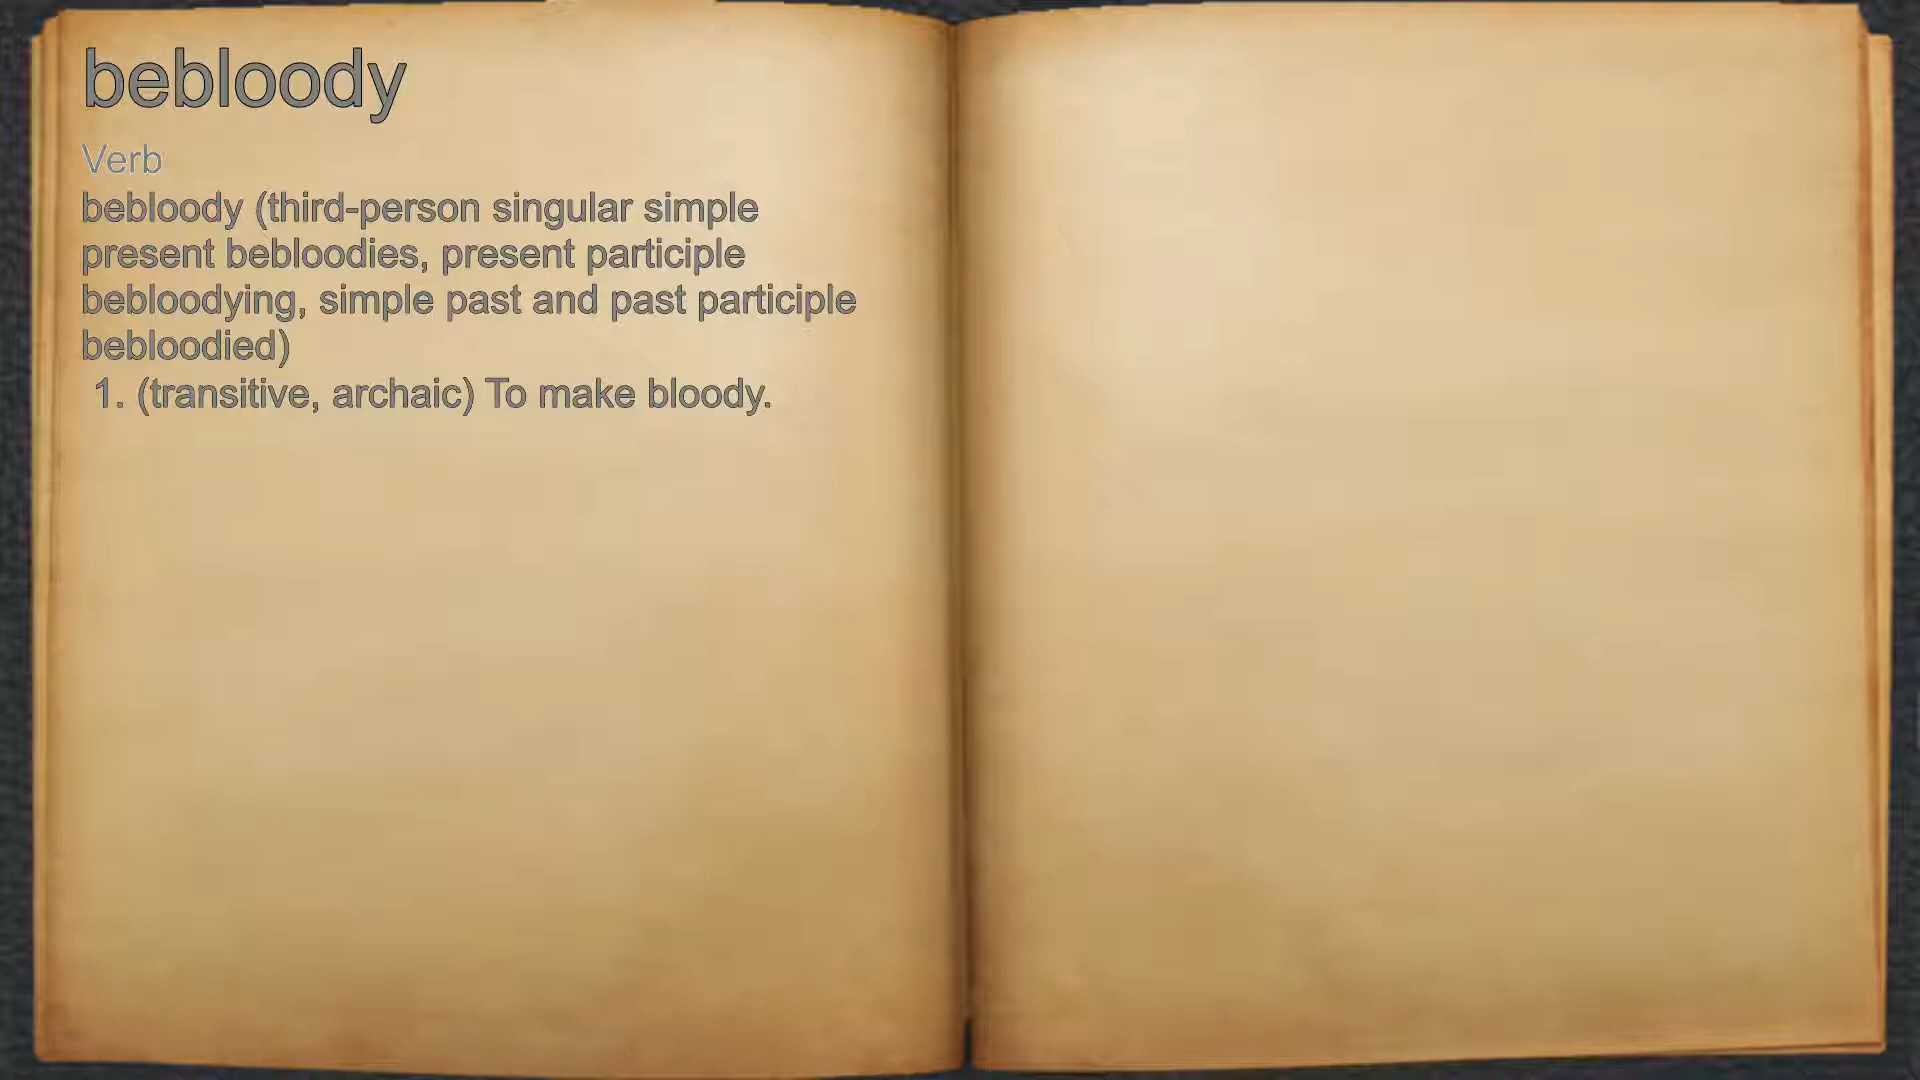 bebloody
Verb
bebloody (third-person singular simple
present bebloodies, present participle
bebloodying, simple past and past participle
bebloodied)
1. (transitive, archaic) To make bloody.